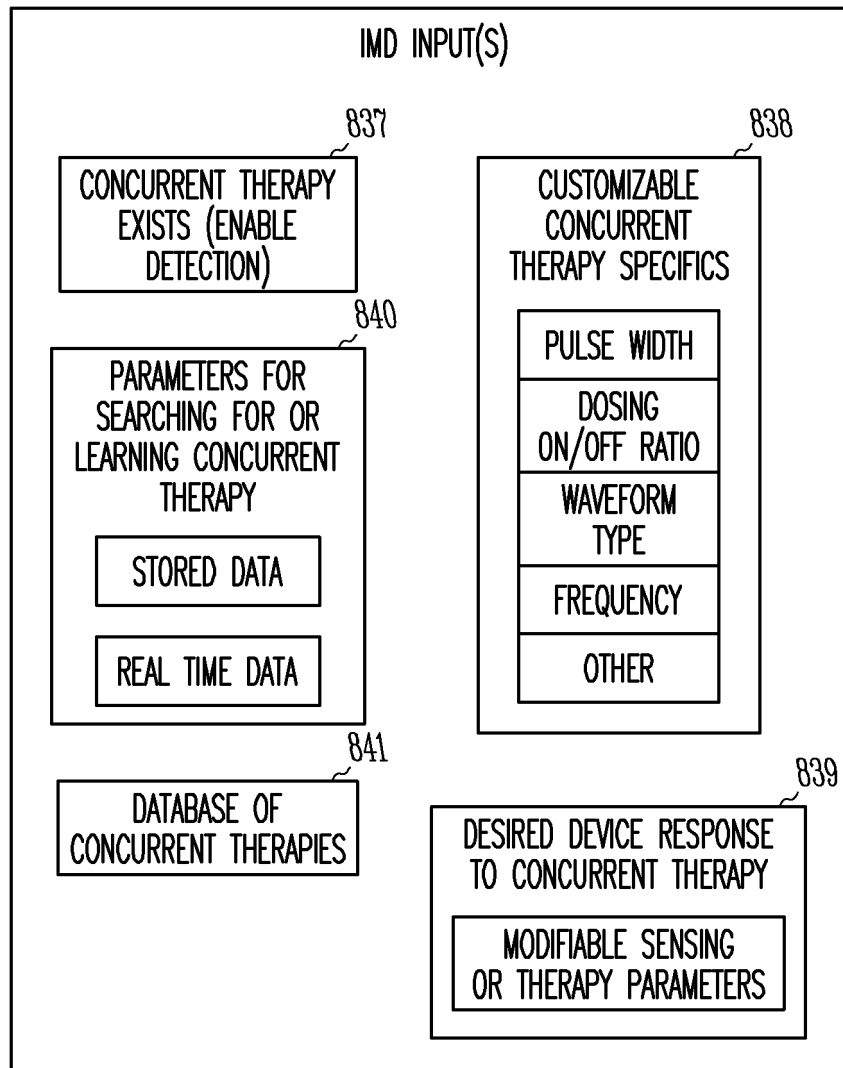 IMD INPUT(S)
837
CONCURRENT THERAPY
EXISTS (ENABLE
DETECTION)
840
PARAMETERS FOR
SEARCHING FOR OR
LEARNING CONCURRENT
THERAPY
STORED DATA
REAL TIME DATA
841
DATABASE OF
CONCURRENT THERAPIES
838
CUSTOMIZABLE
CONCURRENT
THERAPY SPECIFICS
PULSE WIDTH
DOSING
ON/OFF RATIO
WAVEFORM
TYPE
FREQUENCY
OTHER
839
DESIRED DEVICE RESPONSE
TO CONCURRENT THERAPY
MODIFIABLE SENSING
OR THERAPY PARAMETERS